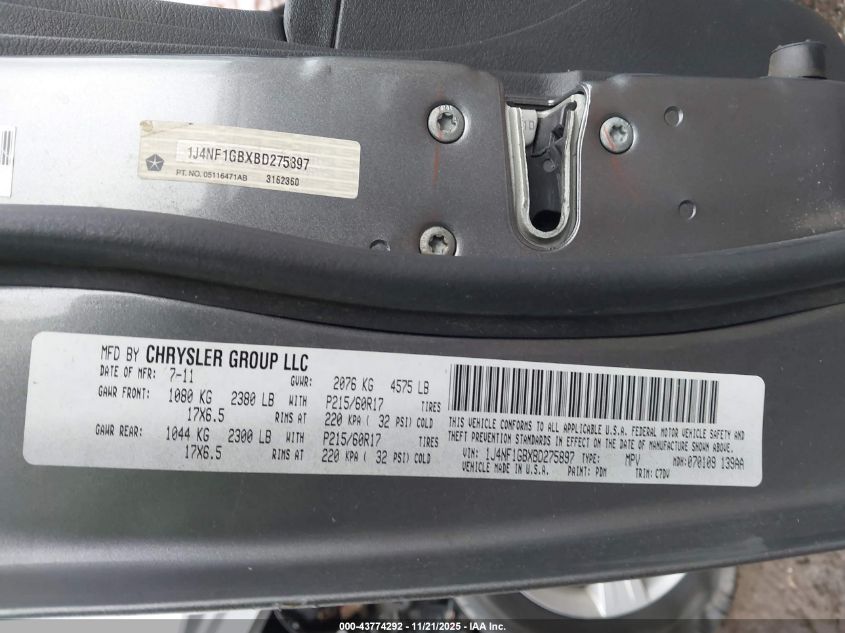 1J4NF1GBXBD275897
PT. NO. 05116471AB 3162360
MFD BY CHRYSLER GROUP LLC
DATE OF MFR: 7-11 GVWR: 2076 KG 4575 LB
GAWR FRONT: 1080 KG 2380 LB WITH P215/60R17 TIRES
17X6.5 RIMS AT 220 KPA ( 32 PSI) COLD
GAWR REAR: 1044 KG 2300 LB WITH P215/60R17 TIRES
17X6.5 RIMS AT 220 KPA ( 32 PSI) COLD
THIS VEHICLE CONFORMS TO ALL APPLICABLE U.S.A. FEDERAL MOTOR VEHICLE SAFETY AND
THEFT PREVENTION STANDARDS IN EFFECT ON THE DATE OF MANUFACTURE SHOWN ABOVE.
VIN: 1J4NF1GBXBD275897 TYPE: MPV MDH: 070109 139AA
VEHICLE MADE IN U.S.A. PAINT: PDM TRIM: C7DV
000-43774292 - 11/21/2025 - IAA Inc.